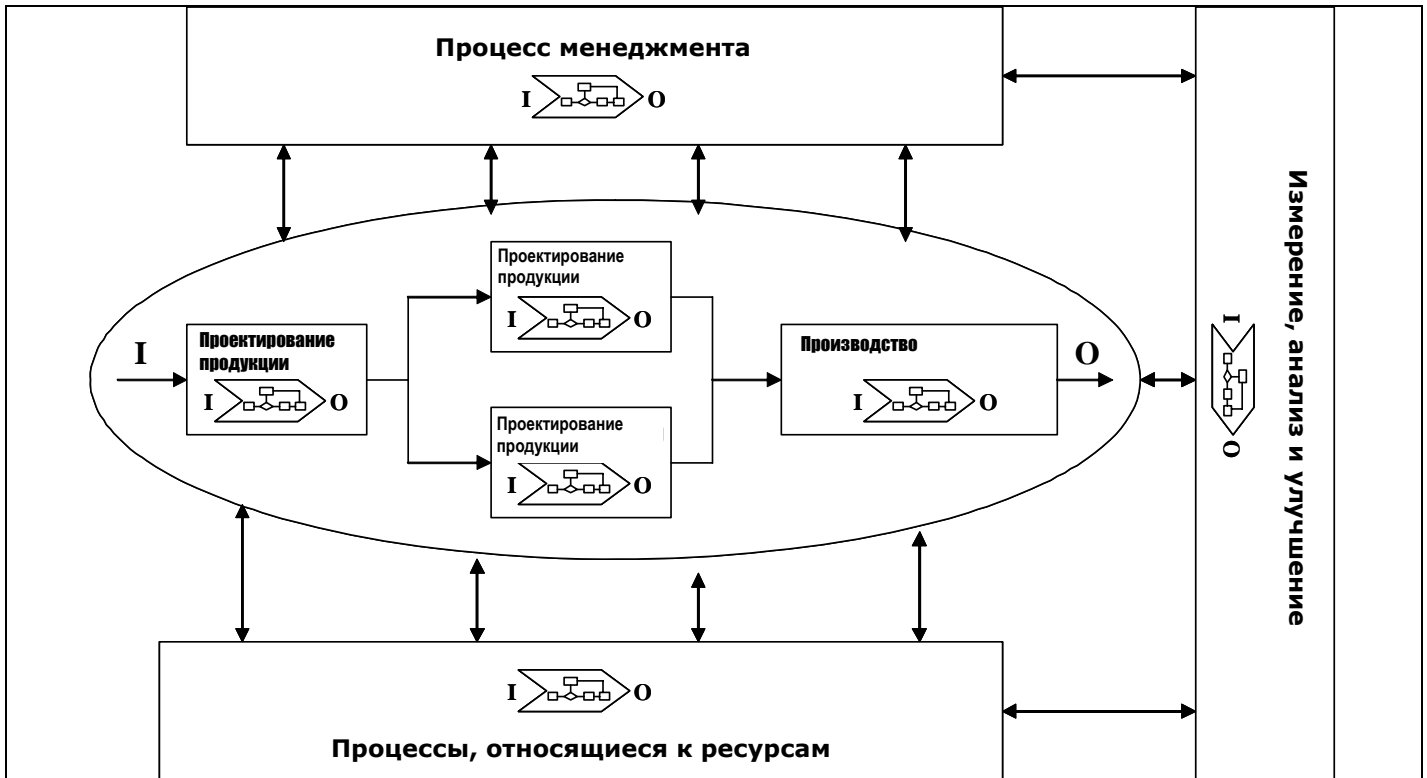 Процесс менеджмента
I O
Проектирование
продукции
I O
I
Проектирование
продукции
I O
Производство
I O
O
Проектирование
продукции
I O
I
O
Измерение, анализ и улучшение
I O
Процессы, относящиеся к ресурсам